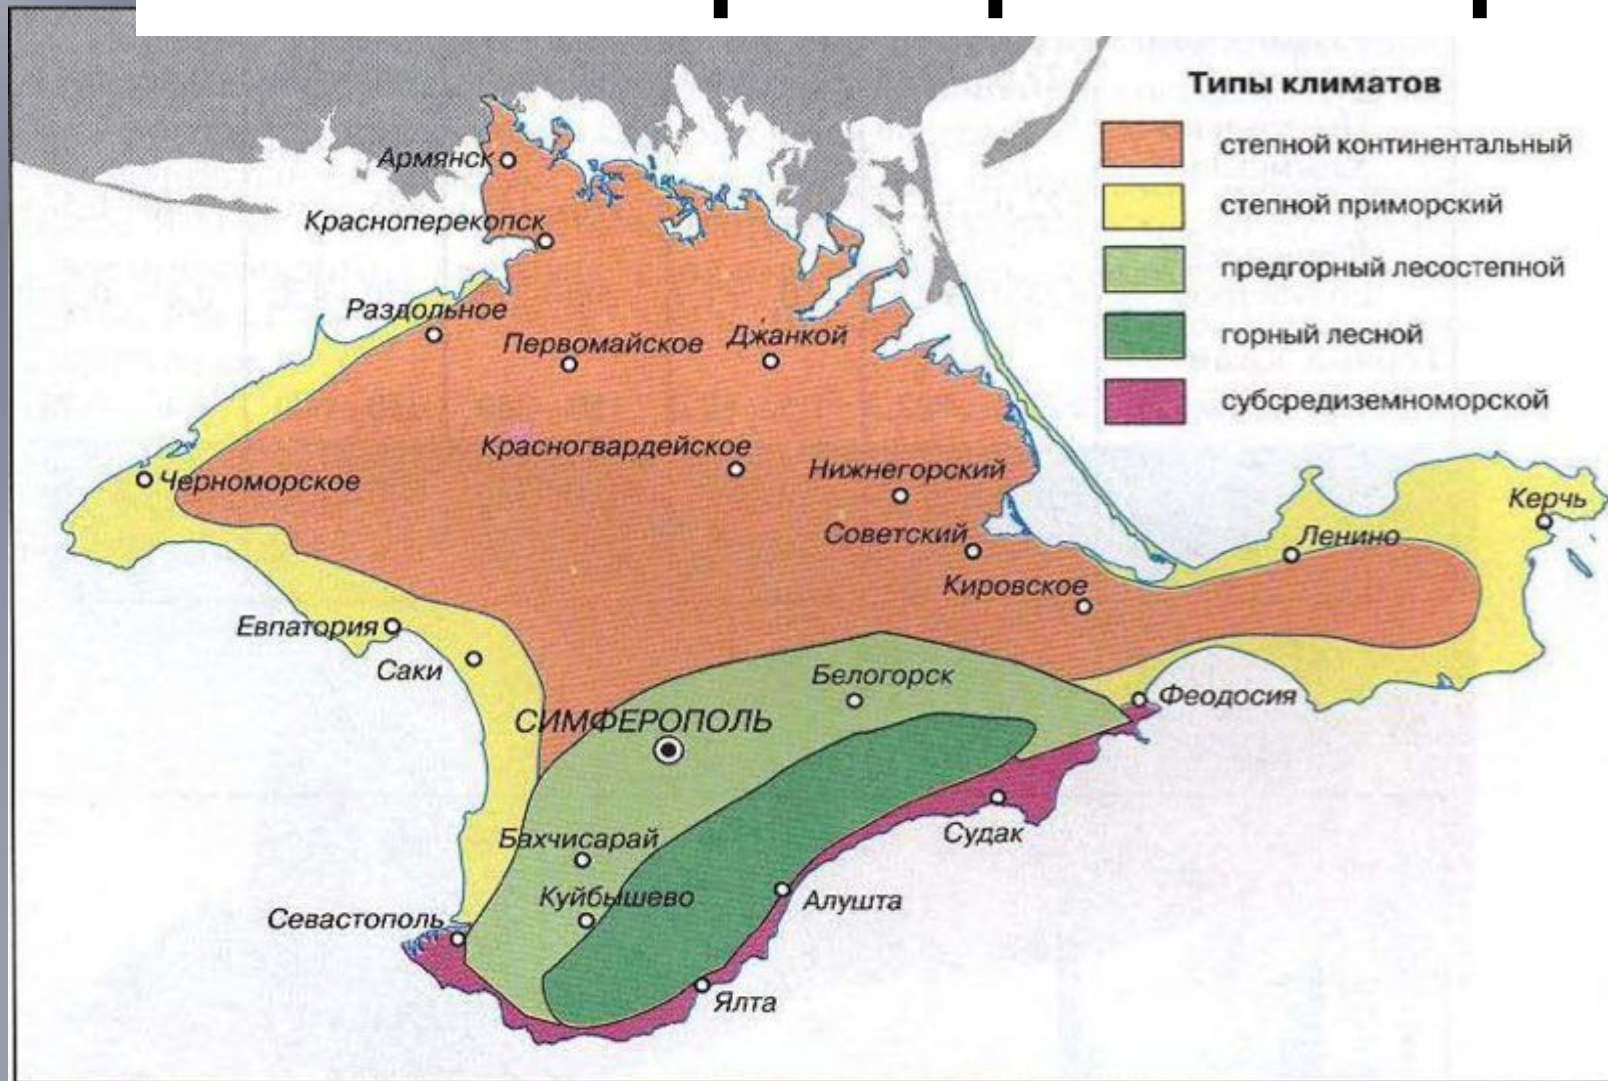 Типы климатов
степной континентальный
степной приморский
предгорный лесостепной
горный лесной
субсредиземноморской
Армянск
Красноперекопск
Раздольное
Первомайское
Джанкой
Красногвардейское
Нижнегорский
Черноморское
Керчь
Советский
Ленино
Кировское
Евпатория
Саки
Белогорск
Феодосия
СИМФЕРОПОЛЬ
Судак
Бахчисарай
Куйбышево
Алушта
Севастополь
Ялта